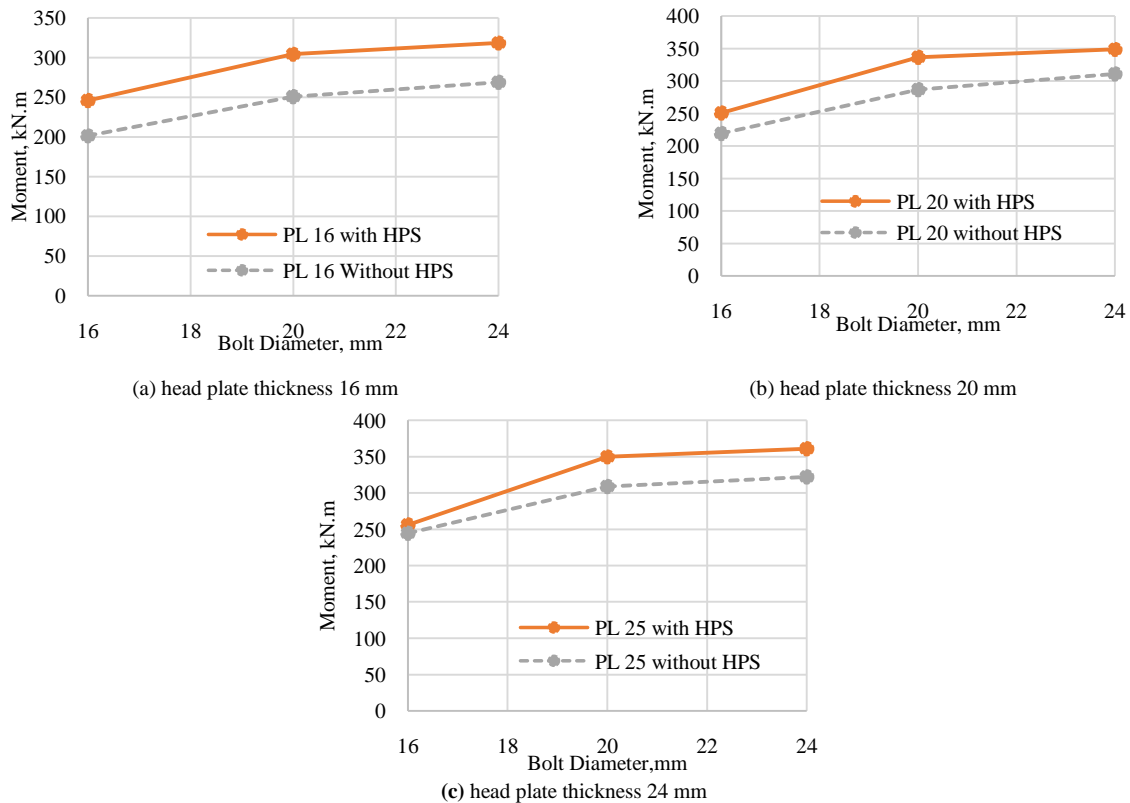 350
300
250
200
150
100
50
0
Moment, kN.m
PL 16 with HPS
PL 16 Without HPS
16 18 20 22 24
Bolt Diameter, mm
(a) head plate thickness 16 mm
400
350
300
250
200
150
100
50
0
Moment, kN.m
PL 20 with HPS
PL 20 without HPS
16 18 20 22 24
Bolt Diameter, mm
(b) head plate thickness 20 mm
400
350
300
250
200
150
100
50
0
Moment, kN.m
PL 25 with HPS
PL 25 without HPS
16 18 20 22 24
Bolt Diameter,mm
(c) head plate thickness 24 mm